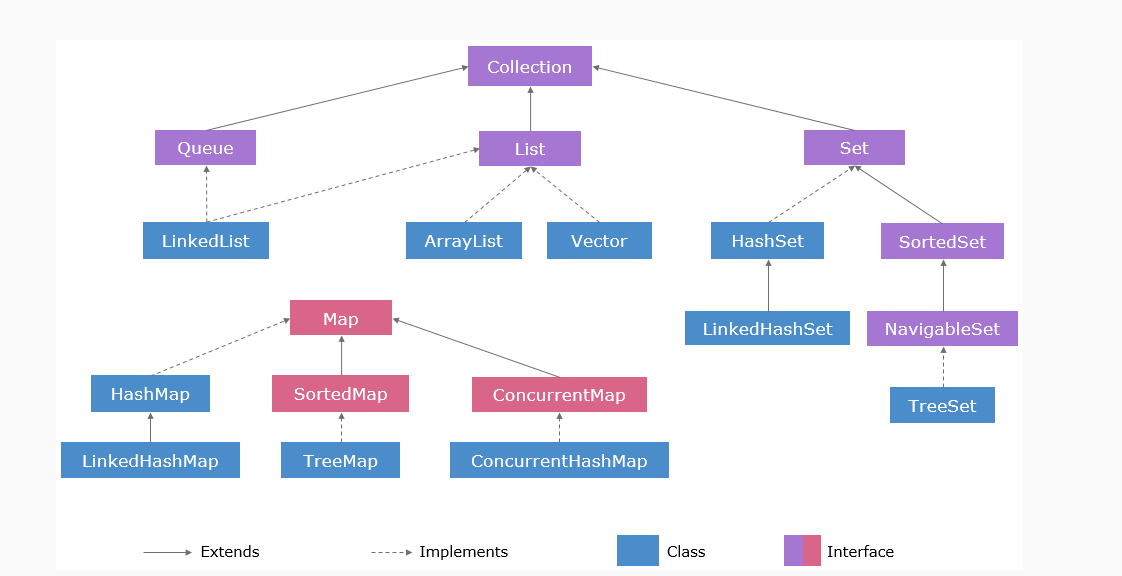 Collection
Queue
List
Set
LinkedList
ArrayList
Vector
HashSet
SortedSet
Map
LinkedHashSet
NavigableSet
HashMap
SortedMap
ConcurrentMap
TreeSet
LinkedHashMap
TreeMap
ConcurrentHashMap
Extends
Implements
Class
Interface